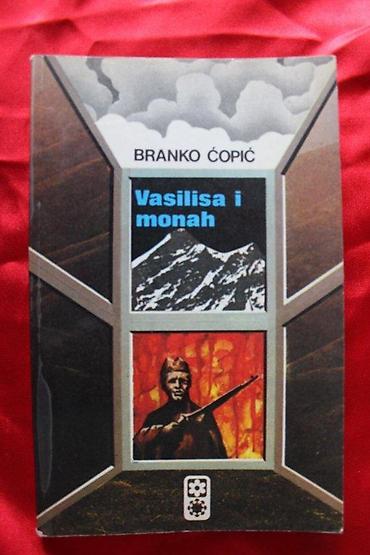 BRANKO ĆOPIĆ
Vasilisa i
monah